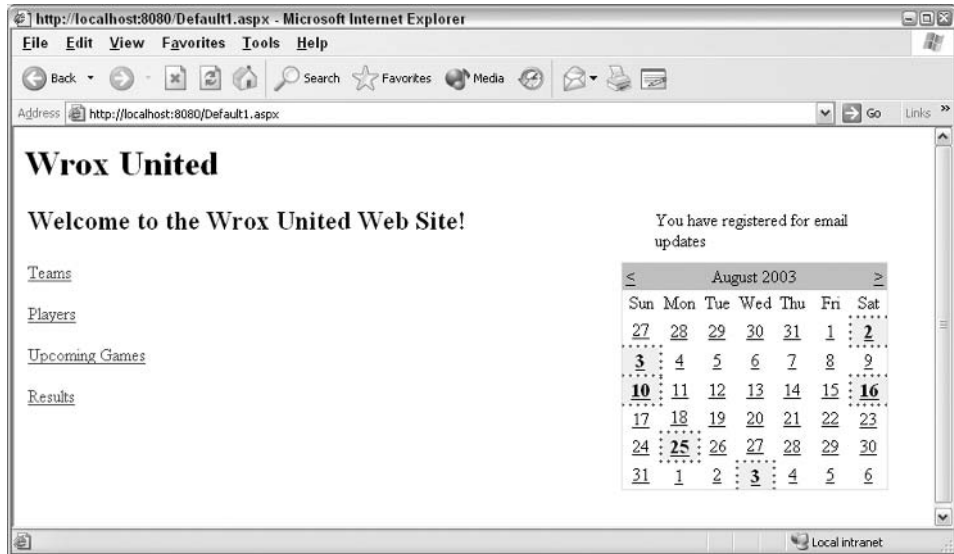 http://localhost:8080/Default1.aspx - Microsoft Internet Explorer
File Edit View Favorites Tools Help
Back Search Favorites Media
Address http://localhost:8080/Default1.aspx Go Links »
Wrox United
Welcome to the Wrox United Web Site!
Teams
Players
Upcoming Games
Results
You have registered for email
updates
< August 2003 >
Sun Mon Tue Wed Thu Fri Sat
27 28 29 30 31 1 2
3 4 5 6 7 8 9
10 11 12 13 14 15 16
17 18 19 20 21 22 23
24 25 26 27 28 29 30
31 1 2 3 4 5 6
Local intranet